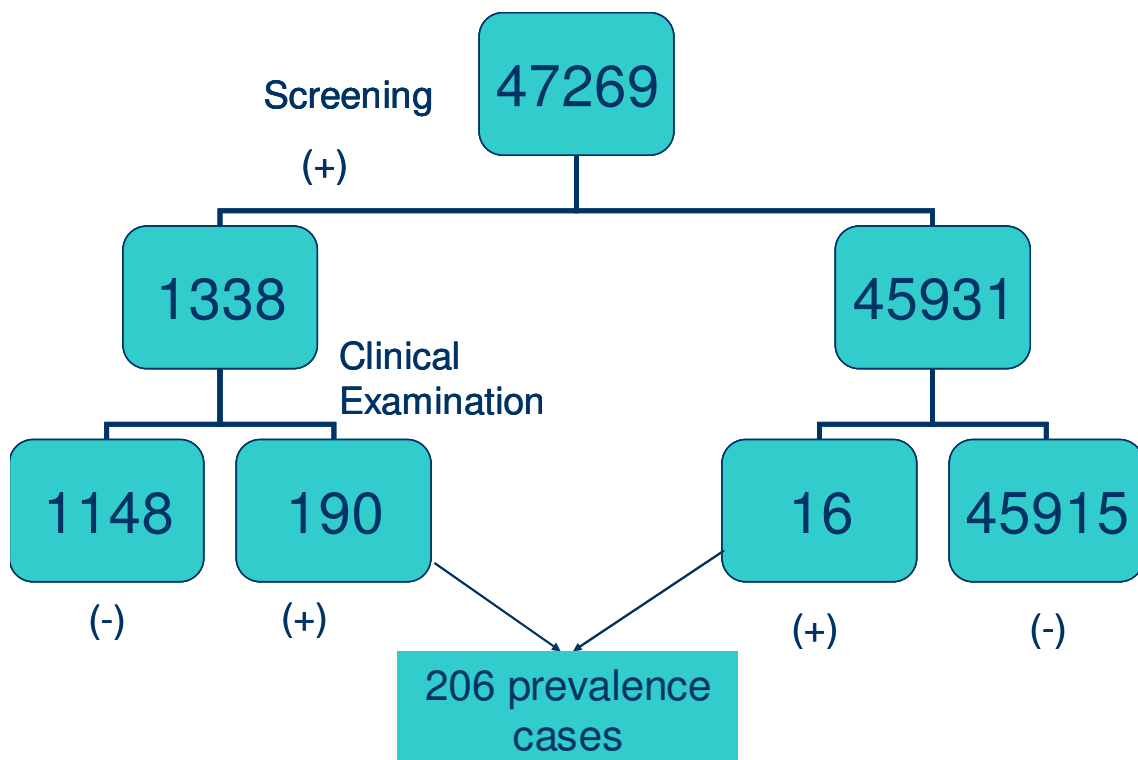 47269
Screening
(+)
1338
45931
Clinical
Examination
1148
190
16
45915
(-)
(+)
(+)
(-)
206 prevalence
cases